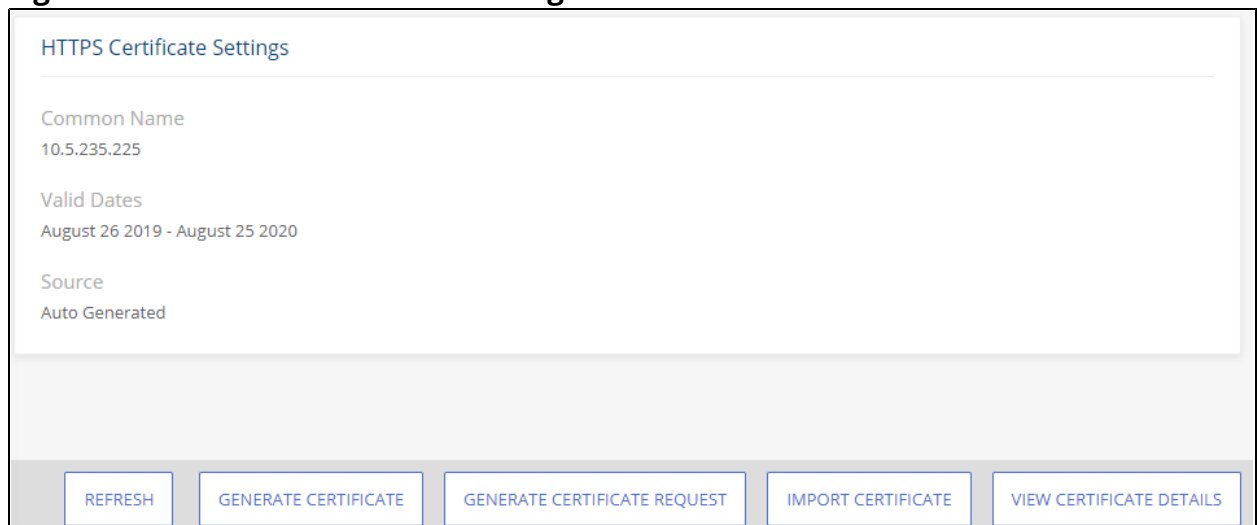 HTTPS Certificate Settings
Common Name
10.5.235.225
Valid Dates
August 26 2019 - August 25 2020
Source
Auto Generated
REFRESH
GENERATE CERTIFICATE
GENERATE CERTIFICATE REQUEST
IMPORT CERTIFICATE
VIEW CERTIFICATE DETAILS